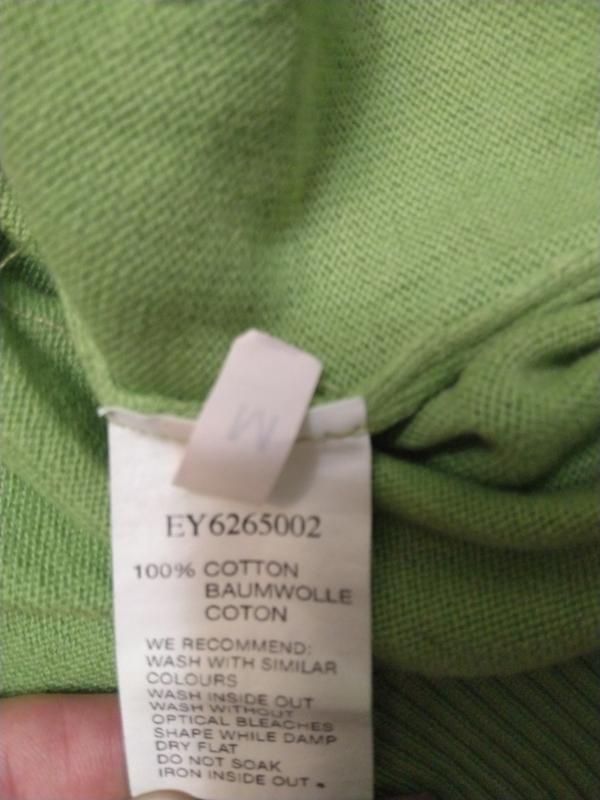 M
EY6265002
100% COTTON
BAUMWOLLE
COTON
WE RECOMMEND:
WASH WITH SIMILAR
COLOURS
WASH INSIDE OUT
WASH WITHOUT
OPTICAL BLEACHES
SHAPE WHILE DAMP
DRY FLAT
DO NOT SOAK
IRON INSIDE OUT